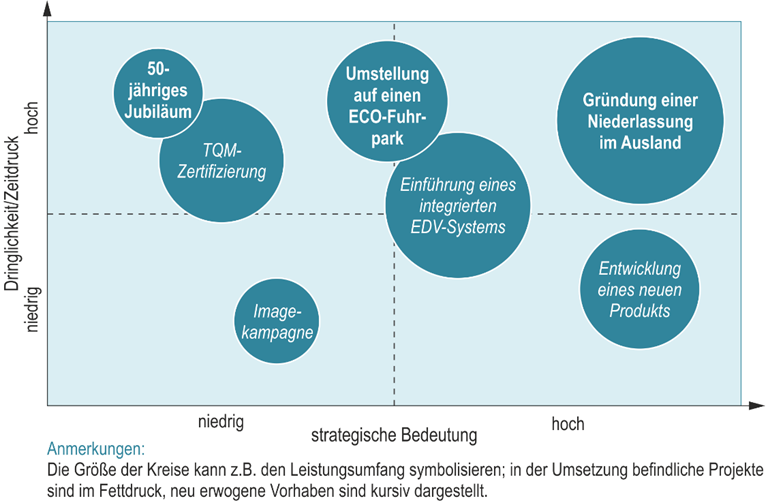 Dringlichkeit/Zeitdruck
hoch
niedrig
50-
jähriges
Jubiläum
TQM-
Zertifizierung
Umstellung
auf einen
ECO-Fuhr-
park
Einführung eines
integrierten
EDV-Systems
Gründung einer
Niederlassung
im Ausland
Image-
kampagne
Entwicklung
eines neuen
Produkts
niedrig
strategische Bedeutung
hoch
Anmerkungen:
Die Größe der Kreise kann z.B. den Leistungsumfang symbolisieren; in der Umsetzung befindliche Projekte
sind im Fettdruck, neu erwogene Vorhaben sind kursiv dargestellt.